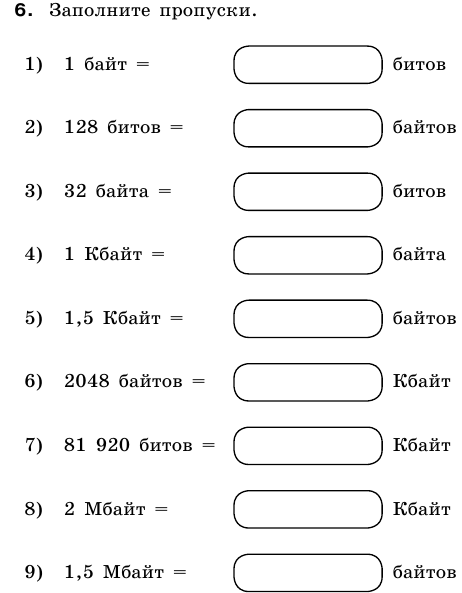 6. Заполните пропуски.
1) 1 байт = битов
2) 128 битов = байтов
3) 32 байта = битов
4) 1 Кбайт = байта
5) 1,5 Кбайт = байтов
6) 2048 байтов = Кбайт
7) 81 920 битов = Кбайт
8) 2 Мбайт = Кбайт
9) 1,5 Мбайт = байтов